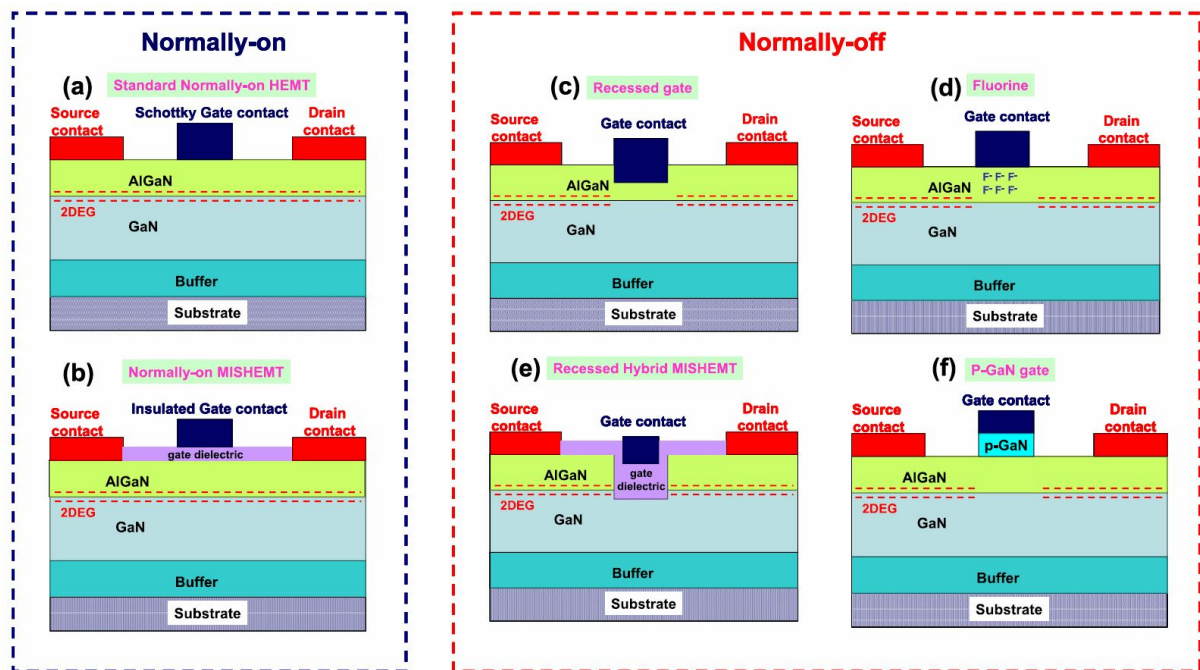 Normally-on
(a)
Standard Normally-on HEMT
Source
contact
Schottky Gate contact
Drain
contact
AlGaN
2DEG
GaN
Buffer
Substrate
(b)
Normally-on MISHEMT
Source
contact
Insulated Gate contact
Drain
contact
gate dielectric
AlGaN
2DEG
GaN
Buffer
Substrate
Normally-off
(c)
Recessed gate
Source
contact
Gate contact
Drain
contact
AlGaN
2DEG
GaN
Buffer
Substrate
(d)
Fluorine
Source
contact
Gate contact
Drain
contact
F- F- F-
F- F- F-
AlGaN
2DEG
GaN
Buffer
Substrate
(e)
Recessed Hybrid MISHEMT
Source
contact
Gate contact
Drain
contact
gate
dielectric
AlGaN
2DEG
GaN
Buffer
Substrate
(f)
P-GaN gate
Source
contact
Gate contact
Drain
contact
p-GaN
AlGaN
2DEG
GaN
Buffer
Substrate